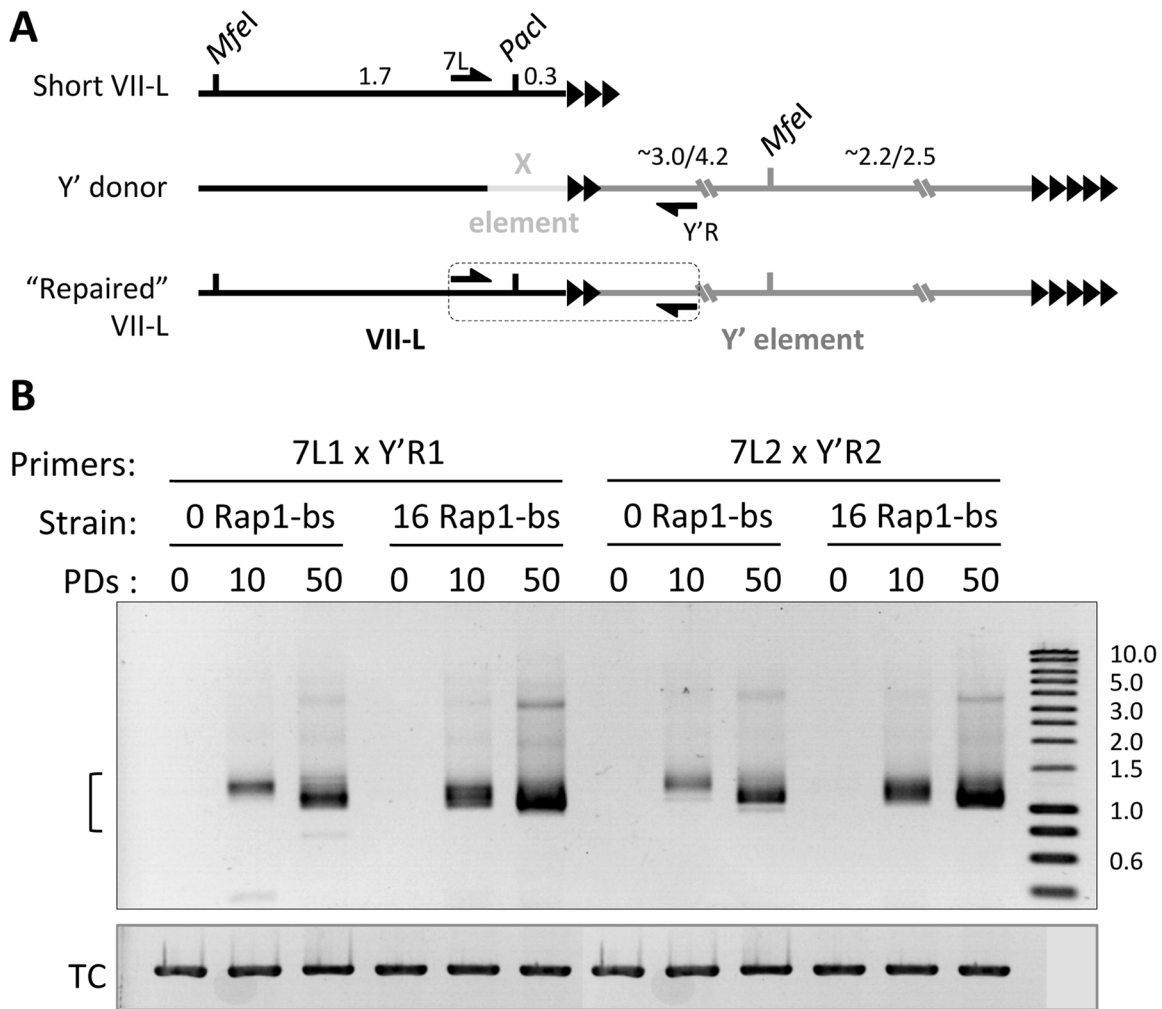 A
MfeI
7L
PacI
Short VII-L
1.7
0.3
MfeI
X
~3.0/4.2
~2.2/2.5
Y' donor
element
Y'R
“Repaired”
VII-L
VII-L
Y' element
B
Primers: 7L1 x Y'R1 7L2 x Y'R2
Strain: 0 Rap1-bs 16 Rap1-bs 0 Rap1-bs 16 Rap1-bs
PDs : 0 10 50 0 10 50 0 10 50 0 10 50
10.0
5.0
3.0
2.0
1.5
1.0
0.6
TC